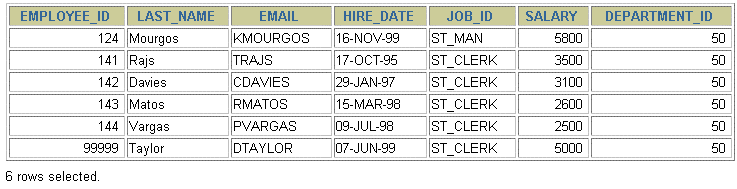 EMPLOYEE_ID LAST_NAME EMAIL HIRE_DATE JOB_ID SALARY DEPARTMENT_ID
124 Mourgos KMOURGOS 16-NOV-99 ST_MAN 5800 50
141 Rajs TRAJS 17-OCT-95 ST_CLERK 3500 50
142 Davies CDAVIES 29-JAN-97 ST_CLERK 3100 50
143 Matos RMATOS 15-MAR-98 ST_CLERK 2600 50
144 Vargas PVARGAS 09-JUL-98 ST_CLERK 2500 50
99999 Taylor DTAYLOR 07-JUN-99 ST_CLERK 5000 50
6 rows selected.